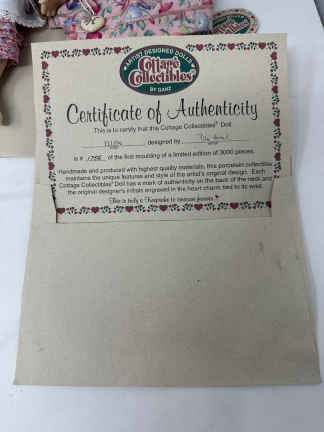 ARTIST DESIGNED DOLLS
Cottage Collectibles
BY GANZ
Certificate of Authenticity
This is to certify that the Cottage Collectibles® Doll
designed by
is # of the first moulding of a limited edition of 3000 pieces.
Handmade and produced with highest quality materials, this porcelain collectible
maintains the unique features and style of the artist's original design. Each
Cottage Collectibles® Doll has a mark of authenticity on the back of the neck and
the original designer's initials engraved in the heart charm tied to its wrist.
This is truly a Keepsake to treasure forever.